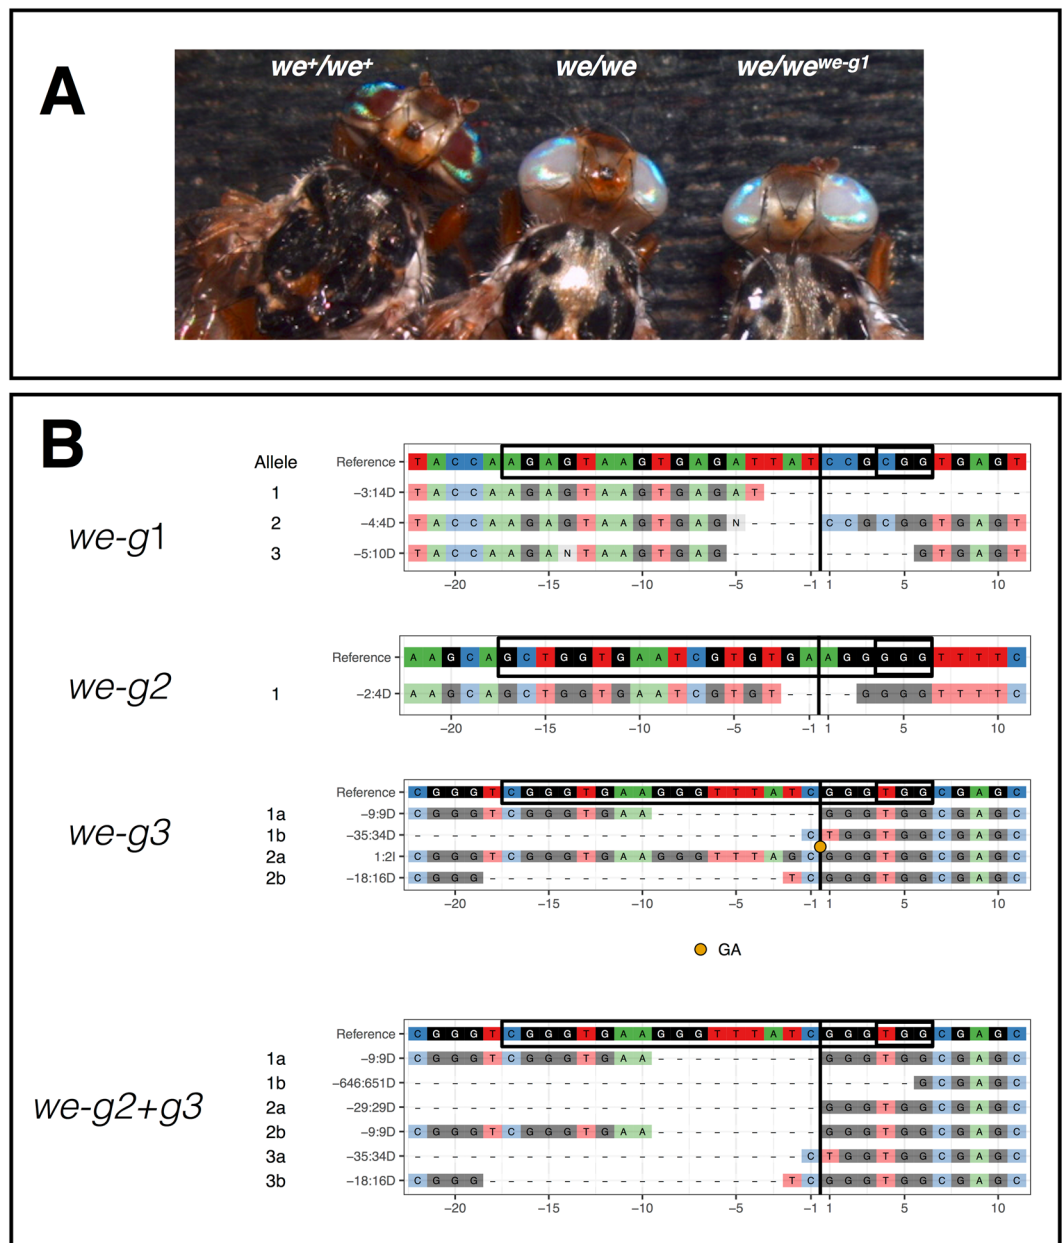 A
we+/we+ we/we we/wewe-g1
B
Allele Reference T A C C A A G A G T A A G T G A G A T T A T C C G C G G T G A G T
1 −3:14D T A C C A A G A G T A A G T G A G A T - - - - - - - - - - - - - -
we-g1 2 −4:4D T A C C A A G A G T A A G T G A G N - - - - C C G C G G T G A G T
3 −5:10D T A C C A A G A N T A A G T G A G - - - - - - - - - - G T G A G T
−20 −15 −10 −5 −1 1 5 10
Reference A A G C A G C T G G T G A A T C G T G T G A A G G G G G T T T T C
we-g2 1 −2:4D A A G C A G C T G G T G A A T C G T G T - - - - G G G G T T T T C
−20 −15 −10 −5 −1 1 5 10
Reference C G G G T C G G G T G A A G G G T T T A T C G G G T G G C G A G C
1a −9:9D C G G G T C G G G T G A A - - - - - - - - - G G G T G G C G A G C
we-g3 1b −35:34D - - - - - - - - - - - - - - - - - - - - - C T G G T G G C G A G C
2a 1:2I C G G G T C G G G T G A A G G G T T T A G C G G G T G G C G A G C
2b −18:16D C G G G - - - - - - - - - - - - - - - - T C G G G T G G C G A G C
−20 −15 −10 −5 −1 1 5 10
GA
Reference C G G G T C G G G T G A A G G G T T T A T C G G G T G G C G A G C
1a −9:9D C G G G T C G G G T G A A - - - - - - - - - G G G T G G C G A G C
1b −646:651D - - - - - - - - - - - - - - - - - - - - - - - - - - - G C G A G C
we-g2+g3 2a −29:29D - - - - - - - - - - - - - - - - - - - - - - G G G T G G C G A G C
2b −9:9D C G G G T C G G G T G A A - - - - - - - - - G G G T G G C G A G C
3a −35:34D - - - - - - - - - - - - - - - - - - - - - C T G G T G G C G A G C
3b −18:16D C G G G - - - - - - - - - - - - - - - - T C G G G T G G C G A G C
−20 −15 −10 −5 −1 1 5 10